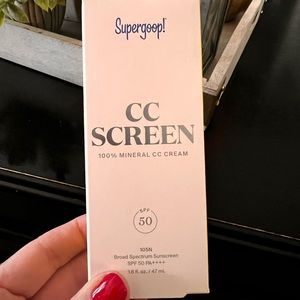 Supergoop!
CC
SCREEN
100% MINERAL CC CREAM
SPF
50
105N
Broad Spectrum Sunscreen
SPF 50 PA++++
1.6 fl. oz. / 47 mL